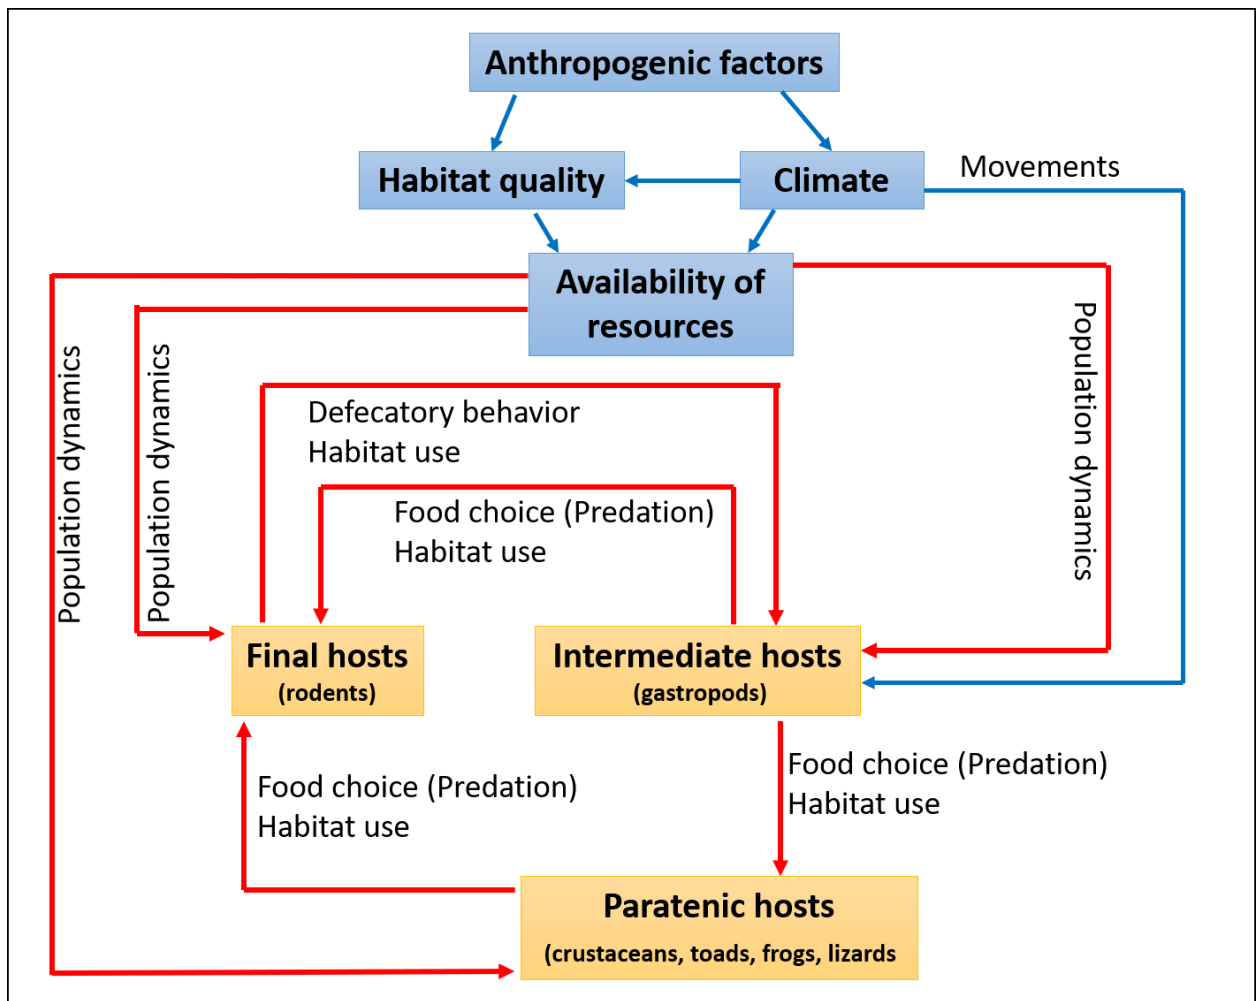 Anthropogenic factors
Habitat quality
Climate
Movements
Availability of
resources
Population dynamics
Population dynamics
Population dynamics
Defecatory behavior
Habitat use
Food choice (Predation)
Habitat use
Final hosts
(rodents)
Intermediate hosts
(gastropods)
Food choice (Predation)
Habitat use
Food choice (Predation)
Habitat use
Paratenic hosts
(crustaceans, toads, frogs, lizards